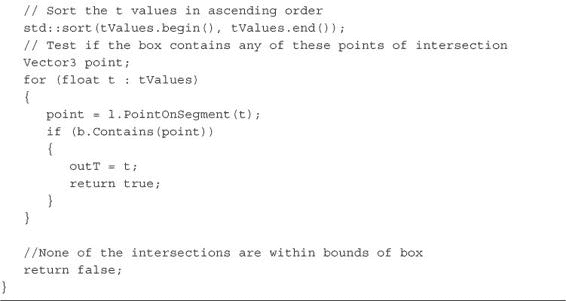 // Sort the t values in ascending order
std::sort(tValues.begin(), tValues.end());
// Test if the box contains any of these points of intersection
Vector3 point;
for (float t : tValues)
{
point = l.PointOnSegment(t);
if (b.Contains(point))
{
outT = t;
return true;
}
}
//None of the intersections are within bounds of box
return false;
}